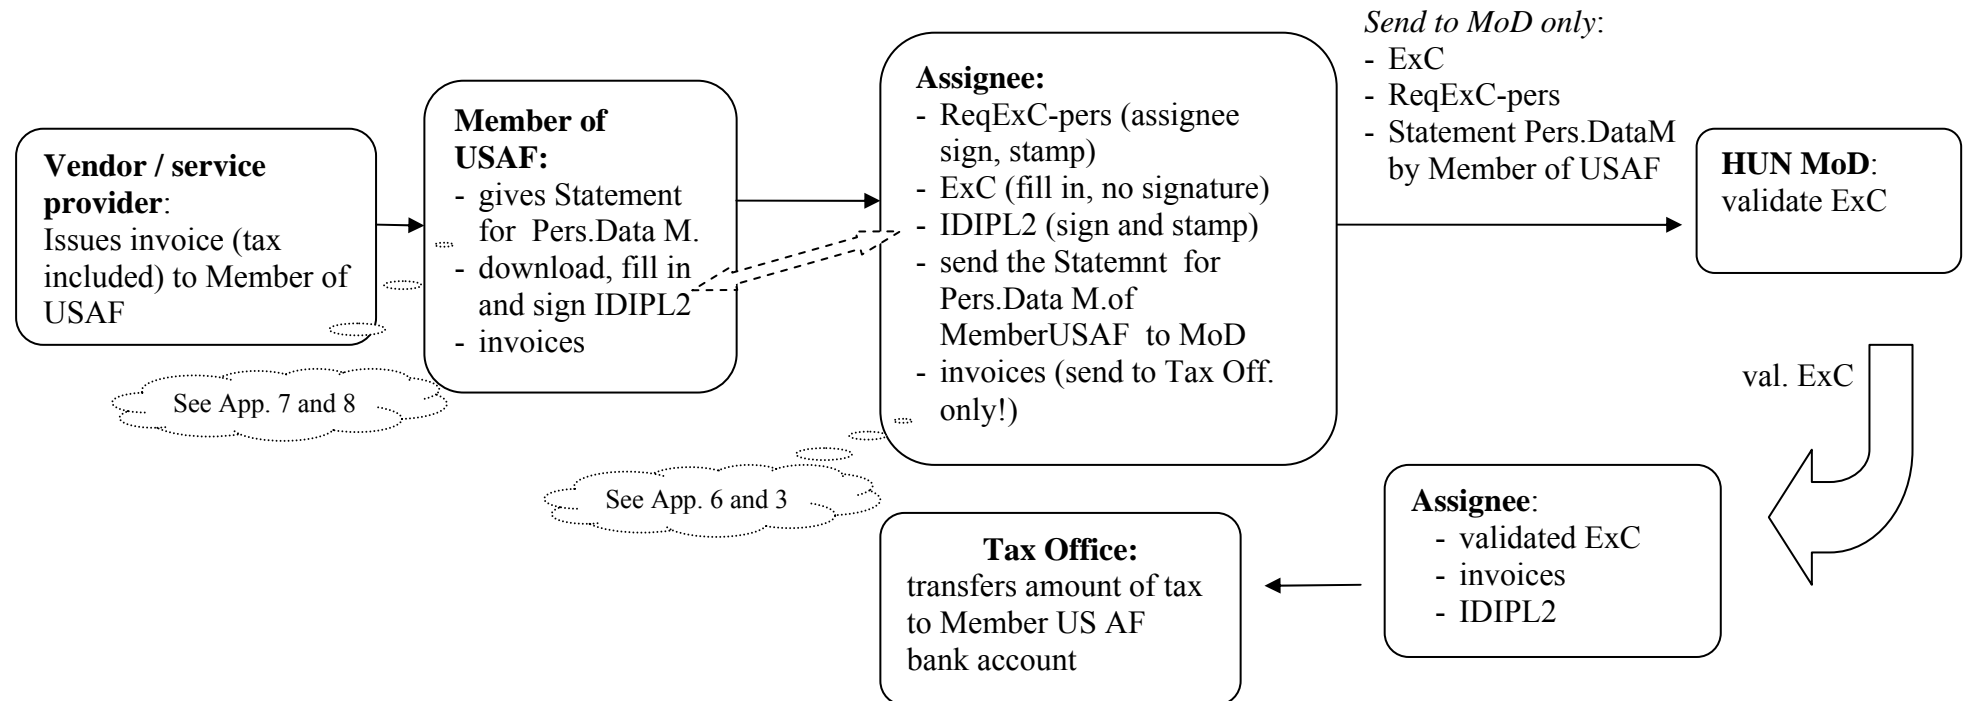 Vendor / service
provider:
Issues invoice (tax
included) to Member of
USAF
See App. 7 and 8
Member of
USAF:
- gives Statement
for Pers.Data M.
- download, fill in
and sign IDIPL2
- invoices
Assignee:
- ReqExC-pers (assignee
sign, stamp)
- ExC (fill in, no signature)
- IDIPL2 (sign and stamp)
- send the Statemnt for
Pers.Data M.of
MemberUSAF to MoD
- invoices (send to Tax Off.
only!)
See App. 6 and 3
Send to MoD only:
- ExC
- ReqExC-pers
- Statement Pers.DataM
by Member of USAF
HUN MoD:
validate ExC
val. ExC
Assignee:
- validated ExC
- invoices
- IDIPL2
Tax Office:
transfers amount of tax
to Member US AF
bank account